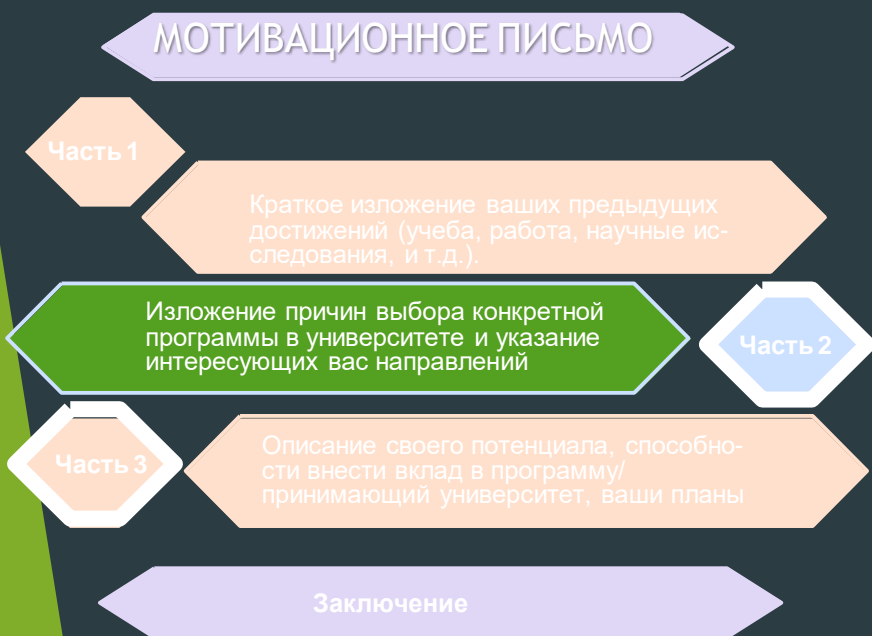 МОТИВАЦИОННОЕ ПИСЬМО
Часть 1
Краткое изложение ваших предыдущих
достижений (учеба, работа, научные ис-
следования, и т.д.).
Изложение причин выбора конкретной
программы в университете и указание
интересующих вас направлений
Часть 2
Часть 3
Описание своего потенциала, способно-
сти внести вклад в программу/
принимающий университет, ваши планы
Заключение